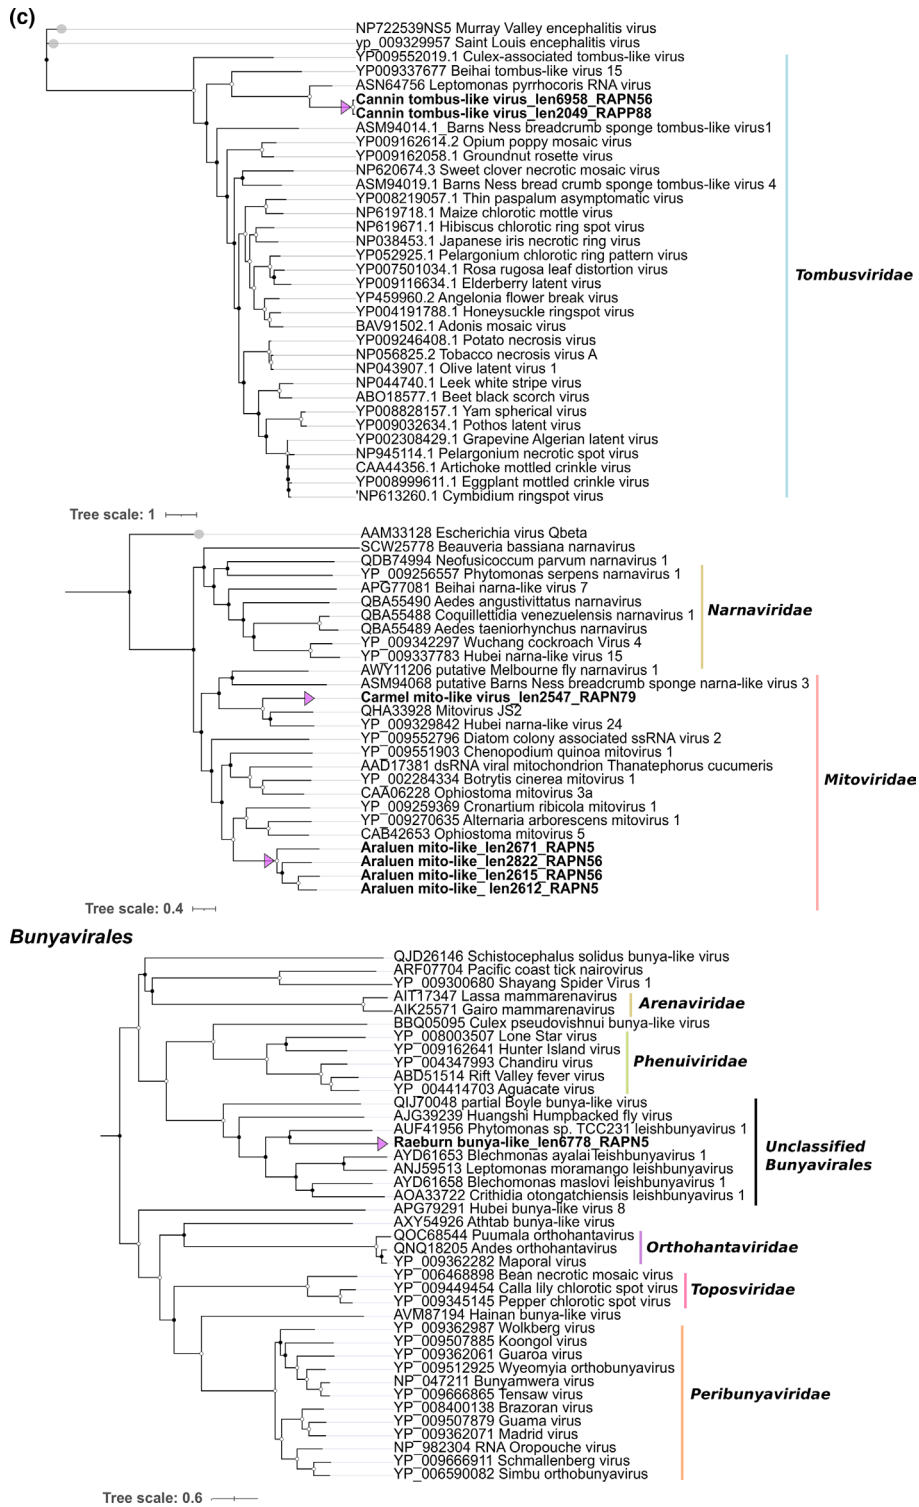 (c)
NP722539NS5 Murray Valley encephalitis virus
yp_009329957 Saint Louis encephalitis virus
YP009552019.1 Culex-associated tombus-like virus
YP009337677 Beihai tombus-like virus 15
ASN64756 Leptomonas pyrrhocoris RNA virus
Cannin tombus-like virus_len6958_RAPN56
Cannin tombus-like virus_len2049_RAPP88
ASM94014.1_Barns Ness breadcrumb sponge tombus-like virus1
YP009162614.2 Opium poppy mosaic virus
YP009162058.1 Groundnut rosette virus
NP620674.3 Sweet clover necrotic mosaic virus
ASM94019.1 Barns Ness bread crumb sponge tombus-like virus 4
YP008219057.1 Thin paspalum asymptomatic virus
NP619718.1 Maize chlorotic mottle virus
NP619671.1 Hibiscus chlorotic ring spot virus
NP038453.1 Japanese iris necrotic ring virus
YP052925.1 Pelargonium chlorotic ring pattern virus
YP007501034.1 Rosa rugosa leaf distortion virus
YP009116634.1 Elderberry latent virus
YP459960.2 Angelonia flower break virus
YP004191788.1 Honeysuckle ringspot virus
BAV91502.1 Adonis mosaic virus
YP009246408.1 Potato necrosis virus
NP056825.2 Tobacco necrosis virus A
NP043907.1 Olive latent virus 1
NP044740.1 Leek white stripe virus
ABO18577.1 Beet black scorch virus
YP008828157.1 Yam spherical virus
YP009032634.1 Pothos latent virus
YP002308429.1 Grapevine Algerian latent virus
NP945114.1 Pelargonium necrotic spot virus
CAA44356.1 Artichoke mottled crinkle virus
YP008999611.1 Eggplant mottled crinkle virus
'NP613260.1 Cymbidium ringspot virus
Tombusviridae
Tree scale: 1
AAM33128 Escherichia virus Qbeta
SCW25778 Beauveria bassiana narnavirus
QDB74994 Neofusicoccum parvum narnavirus 1
YP_009256557 Phytomonas serpens narnavirus 1
APG77081 Beihai narna-like virus 7
QBA55490 Aedes angustivittatus narnavirus
QBA55488 Coquillettidia venezuelensis narnavirus 1
QBA55489 Aedes taeniorhynchus narnavirus
YP_009342297 Wuchang cockroach Virus 4
YP_009337783 Hubei narna-like virus 15
Narnaviridae
AWY11206 putative Melbourne fly narnavirus 1
ASM94068 putative Barns Ness breadcrumb sponge narna-like virus 3
Carmel mito-like virus_len2547_RAPN79
QHA33928 Mitovirus JS2
YP_009329842 Hubei narna-like virus 24
YP_009552796 Diatom colony associated ssRNA virus 2
YP_009551903 Chenopodium quinoa mitovirus 1
AAD17381 dsRNA viral mitochondrion Thanatephorus cucumeris
YP_002284334 Botrytis cinerea mitovirus 1
CAA06228 Ophiostoma mitovirus 3a
YP_009259369 Cronartium ribicola mitovirus 1
YP_009270635 Alternaria arborescens mitovirus 1
CAB42653 Ophiostoma mitovirus 5
Araluen mito-like_len2671_RAPN5
Araluen mito-like_len2822_RAPN56
Araluen mito-like_len2615_RAPN56
Araluen mito-like_ len2612_RAPN5
Mitoviridae
Tree scale: 0.4
Bunyavirales
QJD26146 Schistocephalus solidus bunya-like virus
ARF07704 Pacific coast tick nairovirus
YP_009300680 Shayang Spider Virus 1
AIT17347 Lassa mammarenavirus
AIK25571 Gairo mammarenavirus
Arenaviridae
BBQ05095 Culex pseudovishnui bunya-like virus
YP_008003507 Lone Star virus
YP_009162641 Hunter Island virus
YP_004347993 Chandiru virus
ABD51514 Rift Valley fever virus
YP_004414703 Aguacate virus
Phenuiviridae
QIJ70048 partial Boyle bunya-like virus
AJG39239 Huangshi Humpbacked fly virus
AUF41956 Phytomonas sp. TCC231 leishbunyavirus 1
Raeburn bunya-like_len6778_RAPN5
AYD61653 Blechmonas ayalai leishbunyavirus 1
ANJ59513 Leptomonas moramango leishbunyavirus
AYD61658 Blechomonas maslovi leishbunyavirus 1
AOA33722 Crithidia otongatchiensis leishbunyavirus 1
Unclassified
Bunyavirales
APG79291 Hubei bunya-like virus 8
AXY54926 Athtab bunya-like virus
QOC68544 Puumala orthohantavirus
QNQ18205 Andes orthohantavirus
YP_009362282 Maporal virus
Orthohantaviridae
YP_006468898 Bean necrotic mosaic virus
YP_009449454 Calla lily chlorotic spot virus
YP_009345145 Pepper chlorotic spot virus
Toposviridae
AVM87194 Hainan bunya-like virus
YP_009362987 Wolkberg virus
YP_009507885 Koongol virus
YP_009362061 Guaroa virus
YP_009512925 Wyeomyia orthobunyavirus
NP_047211 Bunyamwera virus
YP_009666865 Tensaw virus
YP_008400138 Brazoran virus
YP_009507879 Guama virus
YP_009362071 Madrid virus
NP_982304 RNA Oropouche virus
YP_009666911 Schmallenberg virus
YP_006590082 Simbu orthobunyavirus
Peribunyaviridae
Tree scale: 0.6